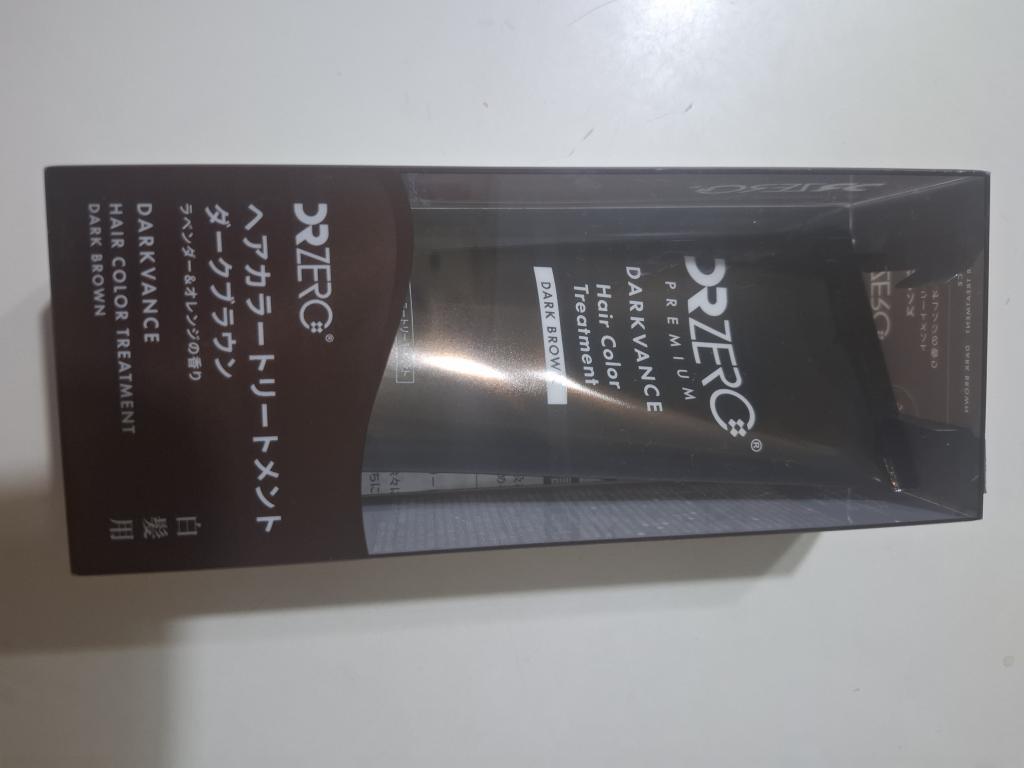 DRZERO®
PREMIUM
DARKVANCE
Hair Color
Treatment
DARK BROWN
DRZERO®
ヘアカラートリートメント
ダークブラウン
ラベンダー&オレンジの香り
DARKVANCE
HAIR COLOR TREATMENT
DARK BROWN
白髪用